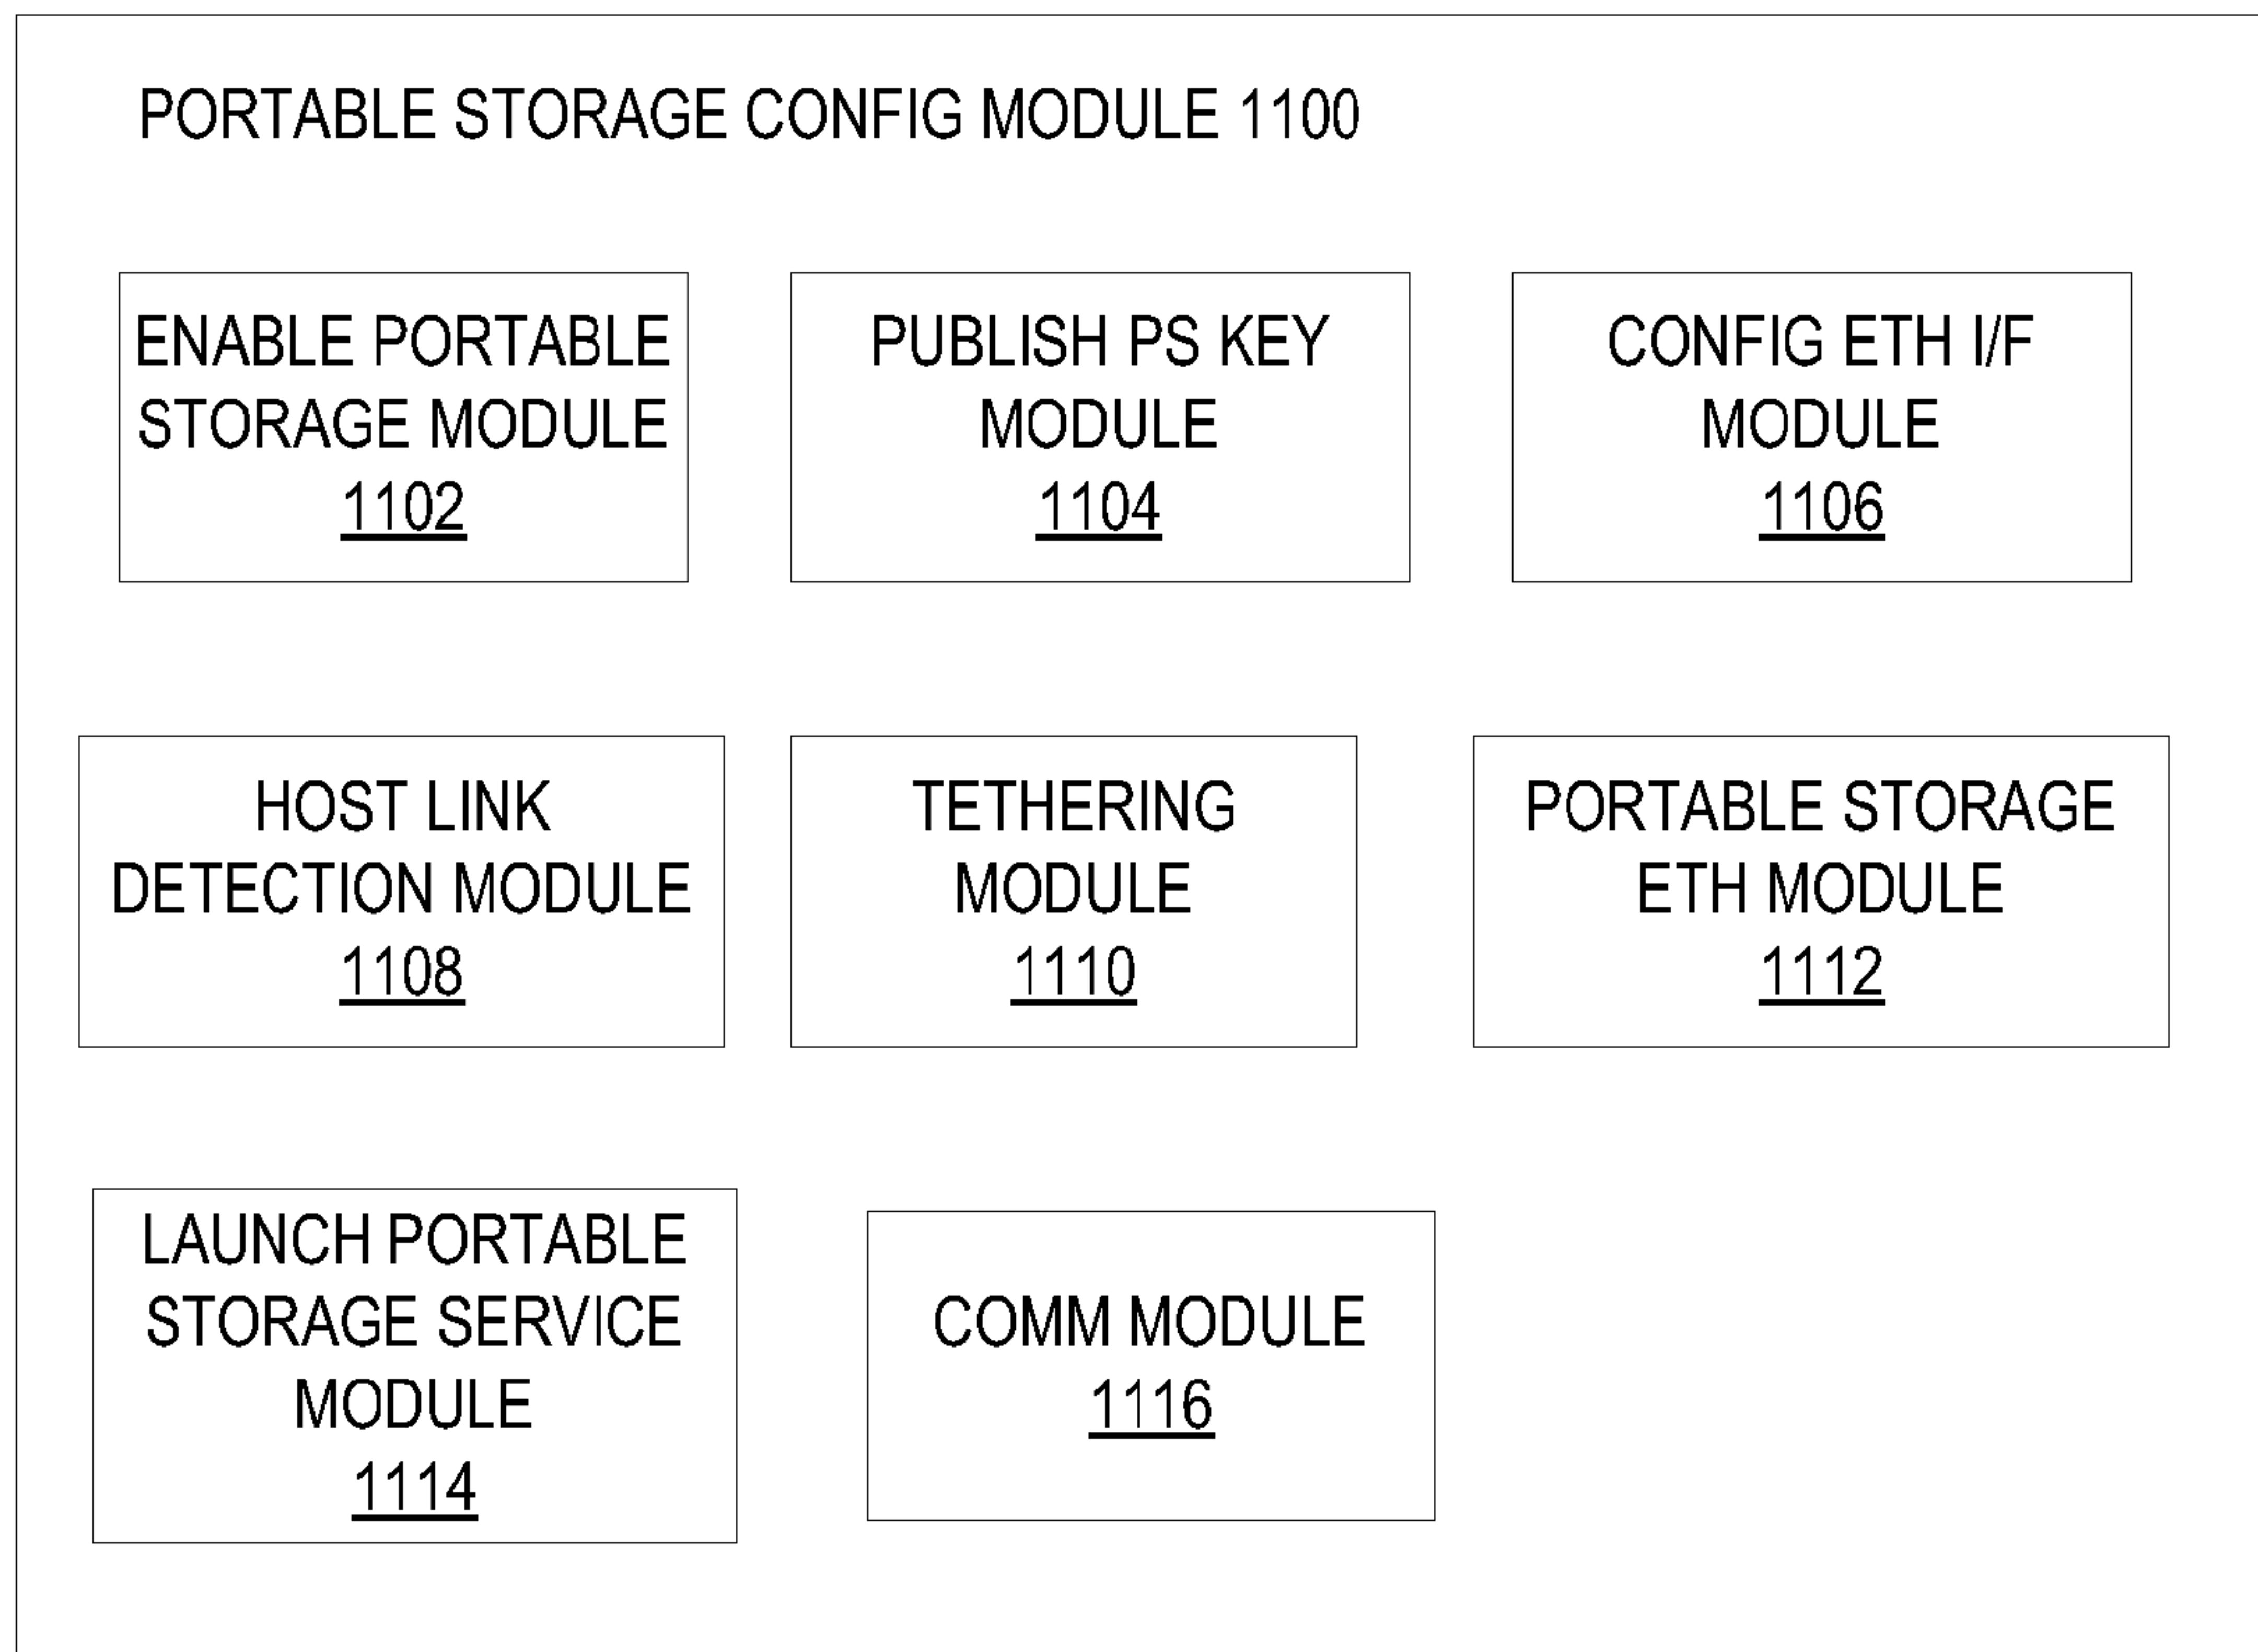 PORTABLE STORAGE CONFIG MODULE 1100
ENABLE PORTABLE
STORAGE MODULE
1102
PUBLISH PS KEY
MODULE
1104
CONFIG ETH I/F
MODULE
1106
HOST LINK
DETECTION MODULE
1108
TETHERING
MODULE
1110
PORTABLE STORAGE
ETH MODULE
1112
LAUNCH PORTABLE
STORAGE SERVICE
MODULE
1114
COMM MODULE
1116